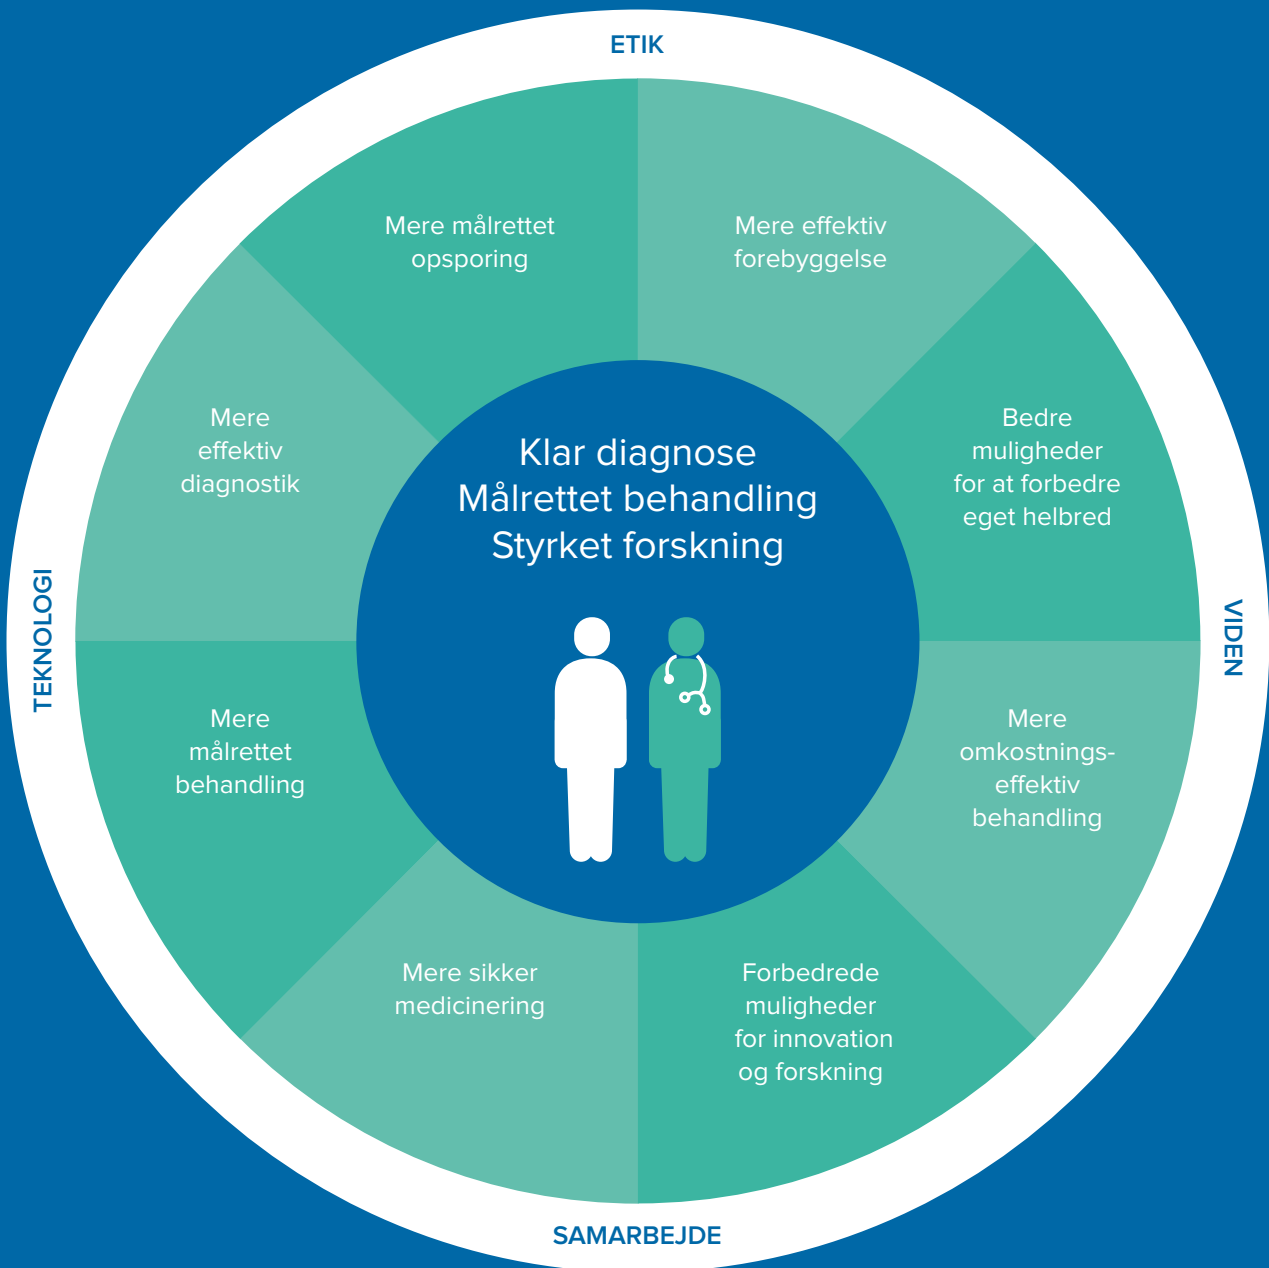 ETIK
Mere målrettet
opsporing
Mere effektiv
forebyggelse
Mere
effektiv
diagnostik
Bedre
muligheder
for at forbedre
eget helbred
Klar diagnose
Målrettet behandling
Styrket forskning
TEKNOLOGI
VIDEN
Mere
målrettet
behandling
Mere
omkostnings-
effektiv
behandling
Mere sikker
medicinering
Forbedrede
muligheder
for innovation
og forskning
SAMARBEJDE